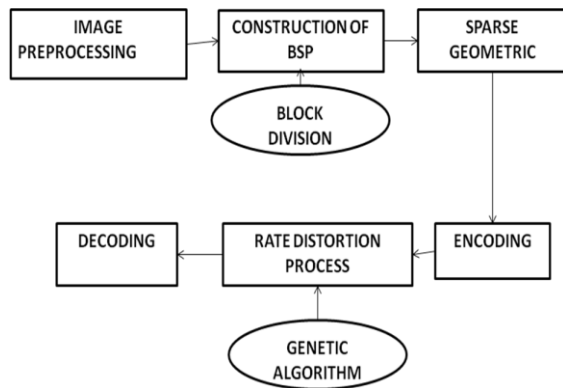 IMAGE
PREPROCESSING
CONSTRUCTION OF
BSP
SPARSE
GEOMETRIC
BLOCK
DIVISION
DECODING
RATE DISTORTION
PROCESS
ENCODING
GENETIC
ALGORITHM